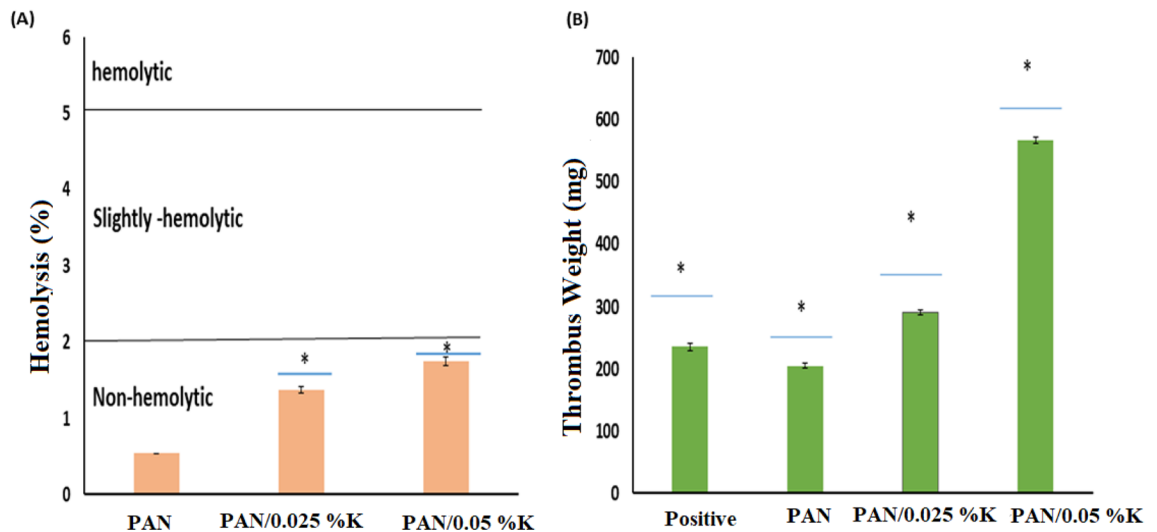 (A)
6
5
4
3
2
1
0
Hemolysis (%)
hemolytic
Slightly -hemolytic
Non-hemolytic
*
*
PAN
PAN/0.025 %K
PAN/0.05 %K
(B)
700
600
500
400
300
200
100
0
Thrombus Weight (mg)
*
*
*
*
Positive
PAN
PAN/0.025 %K
PAN/0.05 %K